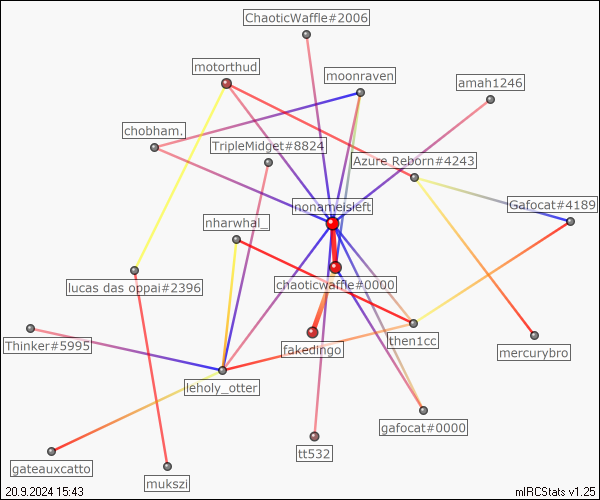 ChaoticWaffle#2006
motorthud
moonraven
amah1246
chobham.
TripleMidget#8824
Azure Reborn#4243
nonameisleft
Gafocat#4189
nharwhal_
lucas das oppai#2396
chaoticwaffle#0000
Thinker#5995
fakedingo
then1cc
mercurybro
leholy_otter
gafocat#0000
gateauxcatto
tt532
mukszi
20.9.2024 15:43
mIRCStats v1.25